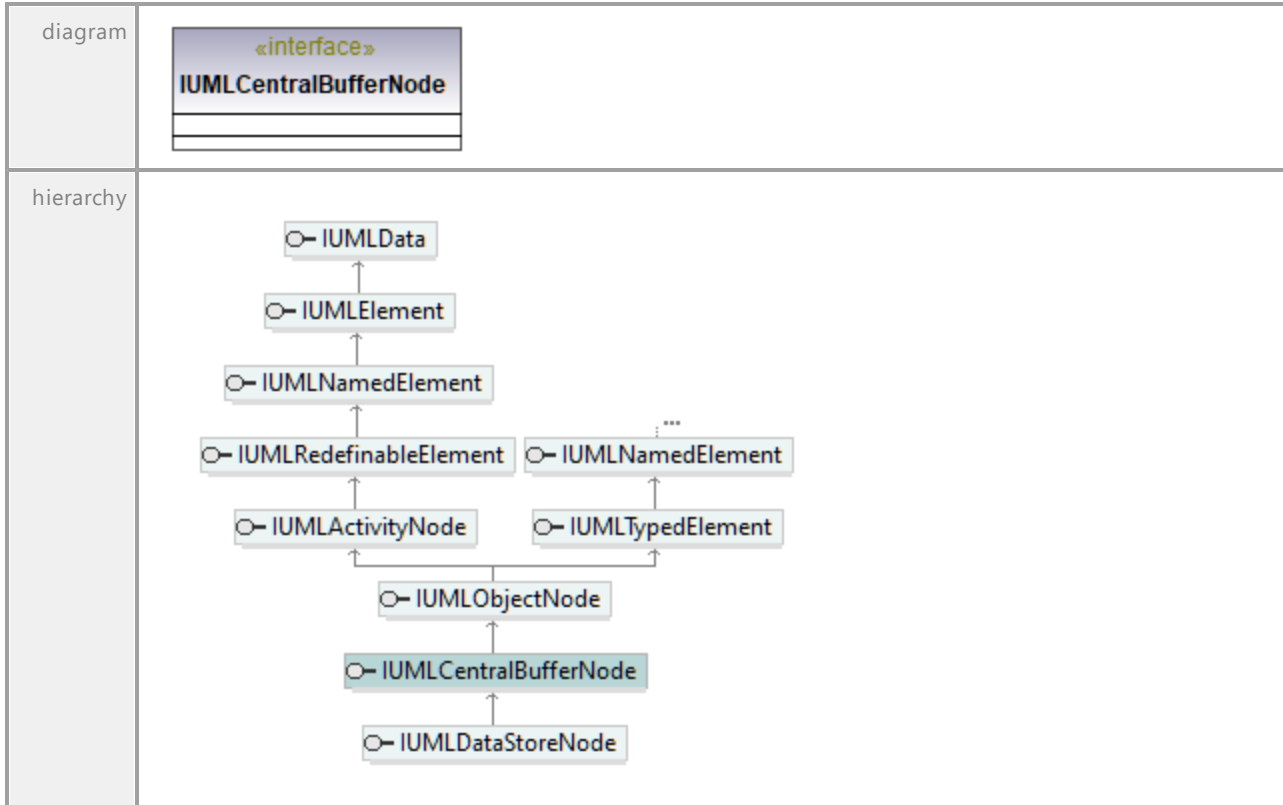 diagram
«interface»
IUMLCentralBufferNode
hierarchy
IUMLData
IUMLElement
IUMLNamedElement
...
IUMLRedefinableElement IUMLNamedElement
IUMLActivityNode IUMLTypedElement
IUMLObjectNode
IUMLCentralBufferNode
IUMLDataStoreNode